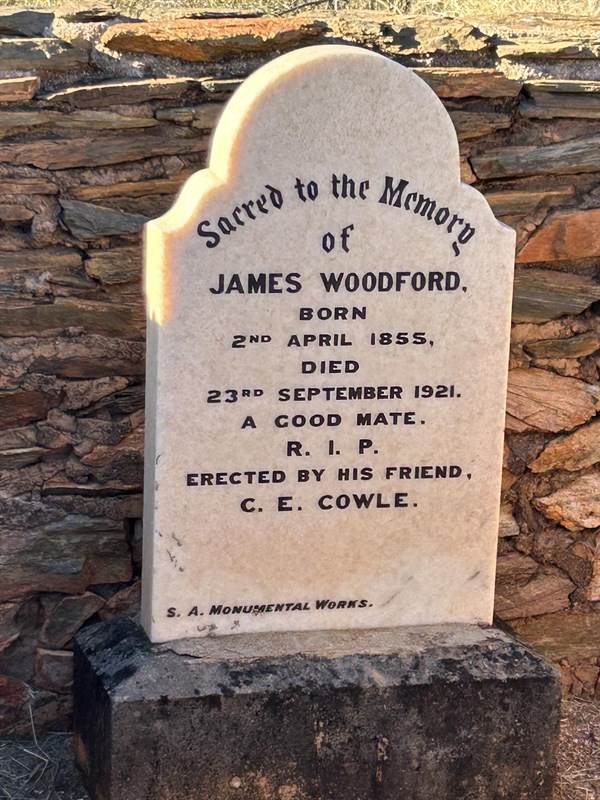 Sacred to the Memory
of
JAMES WOODFORD,
BORN
2ND APRIL 1855,
DIED
23RD SEPTEMBER 1921.
A GOOD MATE.
R. I. P.
ERECTED BY HIS FRIEND,
C. E. COWLE.
S. A. MONUMENTAL WORKS.